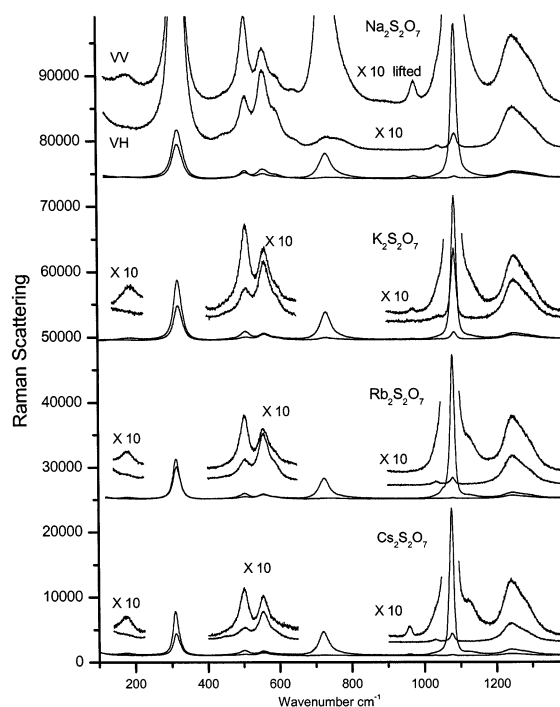 Na₂S₂O₇
VV
X 10 lifted
90000
VH
X 10
80000
70000
K₂S₂O₇
X 10
X 10
X 10
60000
50000
Raman Scattering
40000
Rb₂S₂O₇
X 10
X 10
X 10
30000
20000
Cs₂S₂O₇
X 10
X 10
X 10
10000
0
200 400 600 800 1000 1200
Wavenumber cm⁻¹